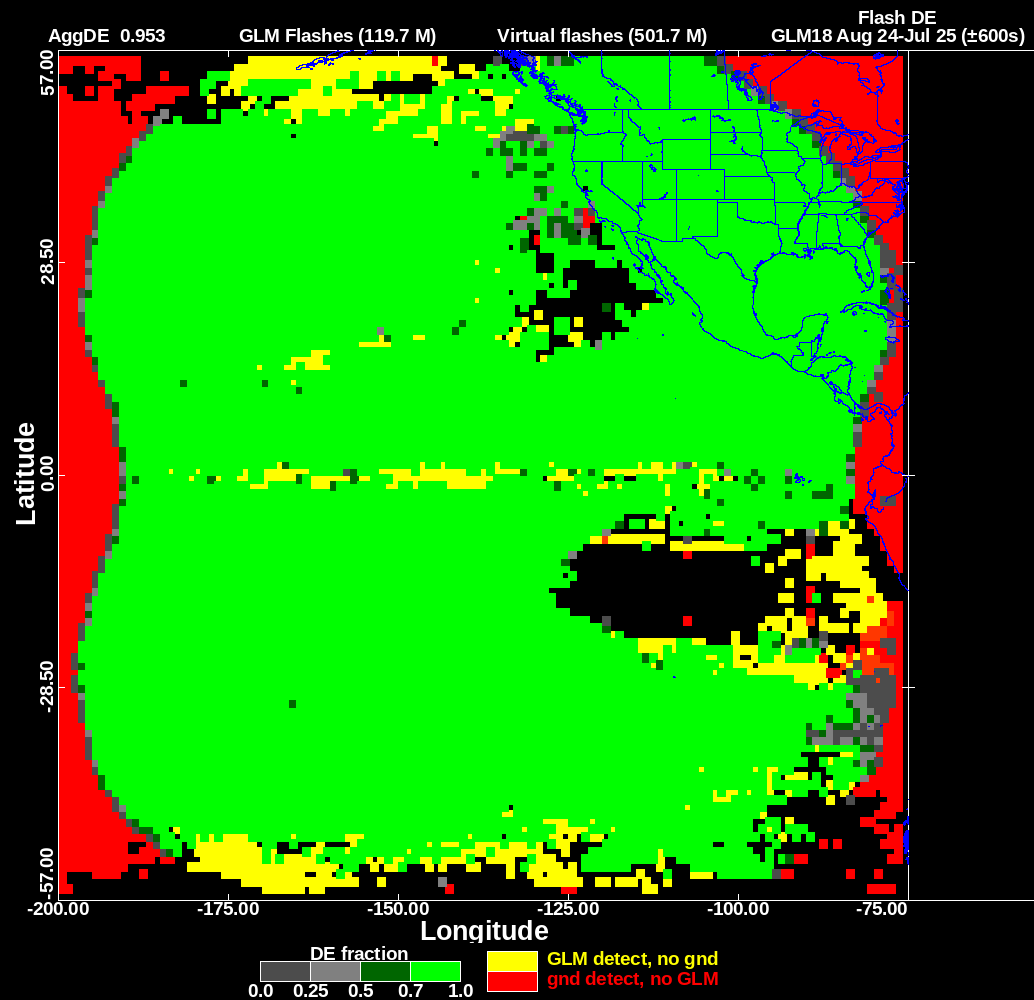 Flash DE
AggDE 0.953 GLM Flashes (119.7 M) Virtual flashes (501.7 M) GLM18 Aug 24-Jul 25 (±600s)
57.00
28.50
0.00
-28.50
-57.00
Latitude
-200.00 -175.00 -150.00 -125.00 -100.00 -75.00
Longitude
DE fraction
0.0 0.25 0.5 0.7 1.0
GLM detect, no gnd
gnd detect, no GLM